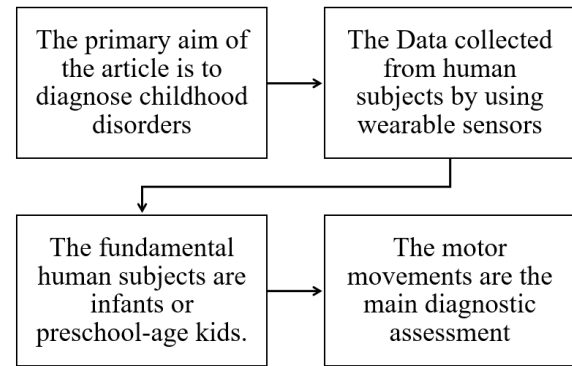 The primary aim of
the article is to
diagnose childhood
disorders
The Data collected
from human
subjects by using
wearable sensors
The fundamental
human subjects are
infants or
preschool-age kids.
The motor
movements are the
main diagnostic
assessment